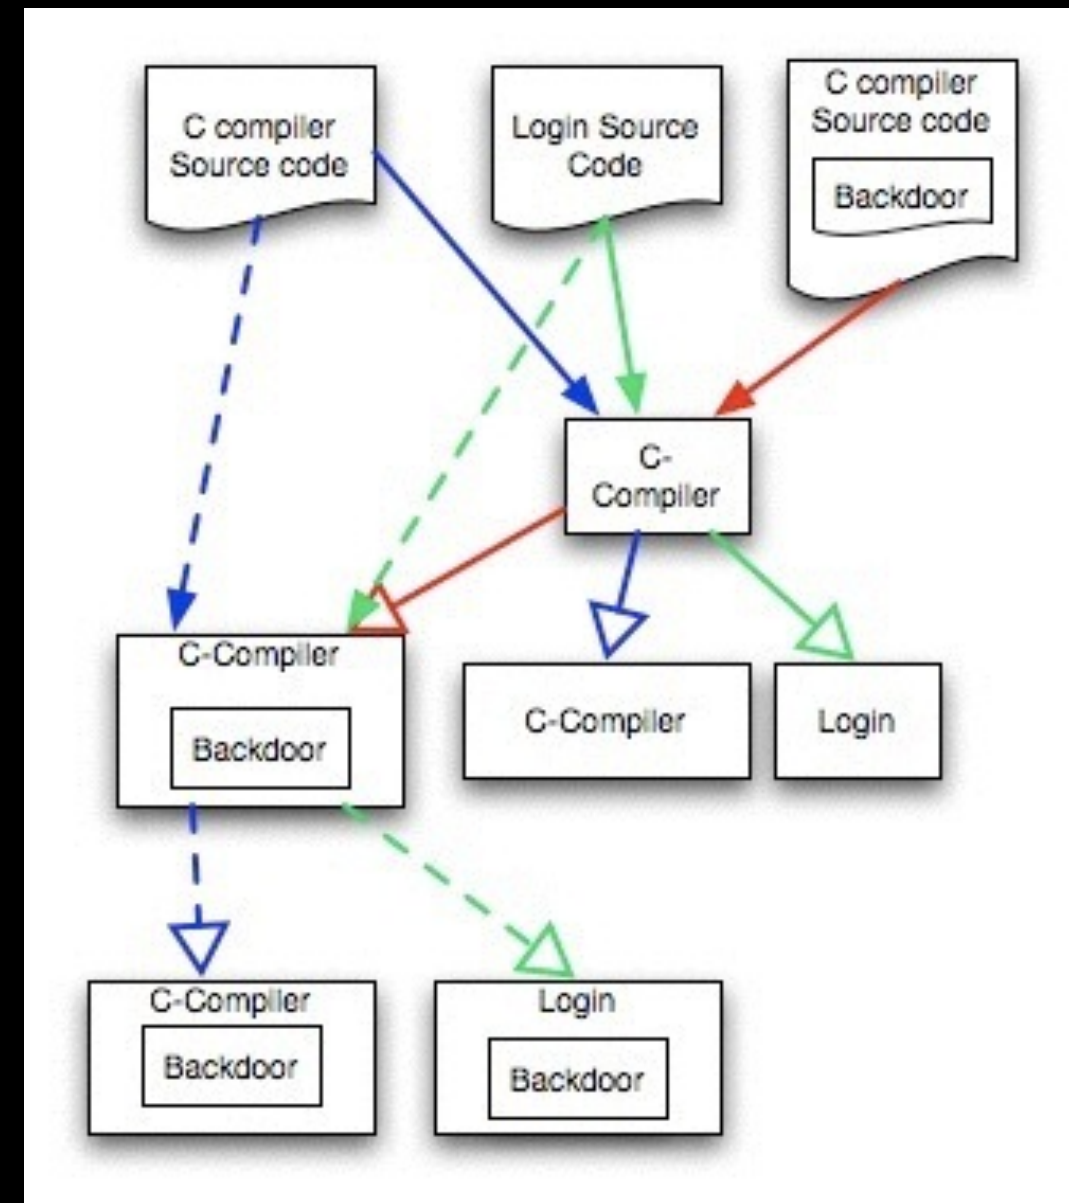 C compiler
Source code
Login Source
Code
C compiler
Source code
Backdoor
C-
Compiler
C-Compiler
Backdoor
C-Compiler
Login
C-Compiler
Backdoor
Login
Backdoor